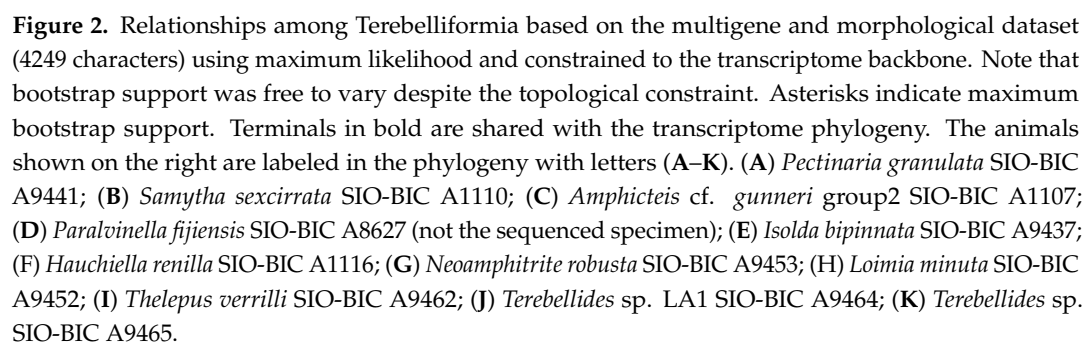 Figure 2. Relationships among Terebelliformia based on the multigene and morphological dataset
(4249 characters) using maximum likelihood and constrained to the transcriptome backbone. Note that
bootstrap support was free to vary despite the topological constraint. Asterisks indicate maximum
bootstrap support. Terminals in bold are shared with the transcriptome phylogeny. The animals
shown on the right are labeled in the phylogeny with letters (A–K). (A) Pectinaria granulata SIO-BIC
A9441; (B) Samytha sexcirrata SIO-BIC A1110; (C) Amphicteis cf. gunneri group2 SIO-BIC A1107;
(D) Paralvinella fijiensis SIO-BIC A8627 (not the sequenced specimen); (E) Isolda bipinnata SIO-BIC A9437;
(F) Hauchiella renilla SIO-BIC A1116; (G) Neoamphitrite robusta SIO-BIC A9453; (H) Loimia minuta SIO-BIC
A9452; (I) Thelepus verrilli SIO-BIC A9462; (J) Terebellides sp. LA1 SIO-BIC A9464; (K) Terebellides sp.
SIO-BIC A9465.